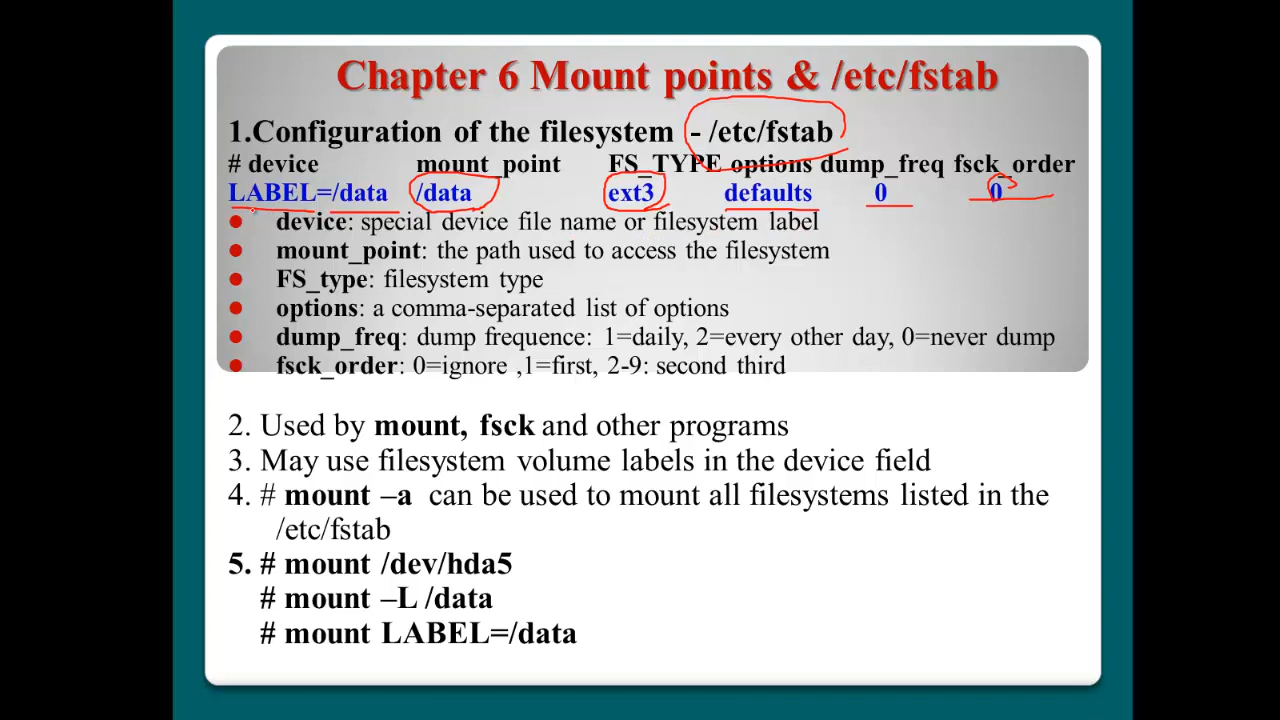 Chapter 6 Mount points & /etc/fstab
1.Configuration of the filesystem - /etc/fstab
# device mount_point FS_TYPE options dump_freq fsck_order
LABEL=/data /data ext3 defaults 0 0
● device: special device file name or filesystem label
● mount_point: the path used to access the filesystem
● FS_type: filesystem type
● options: a comma-separated list of options
● dump_freq: dump frequence: 1=daily, 2=every other day, 0=never dump
● fsck_order: 0=ignore ,1=first, 2-9: second third
2. Used by mount, fsck and other programs
3. May use filesystem volume labels in the device field
4. # mount –a can be used to mount all filesystems listed in the
/etc/fstab
5. # mount /dev/hda5
# mount –L /data
# mount LABEL=/data